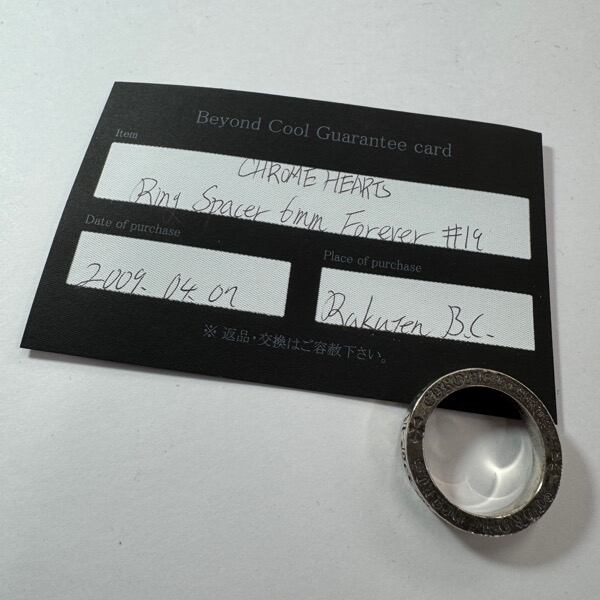 Beyond Cool Guarantee card
Item
CHROME HEARTS
Ring Spacer 6mm Forever #19
Date of purchase
Place of purchase
2009. 04. 07
Rakuten B.C.
※ 返品・交換はご容赦下さい。